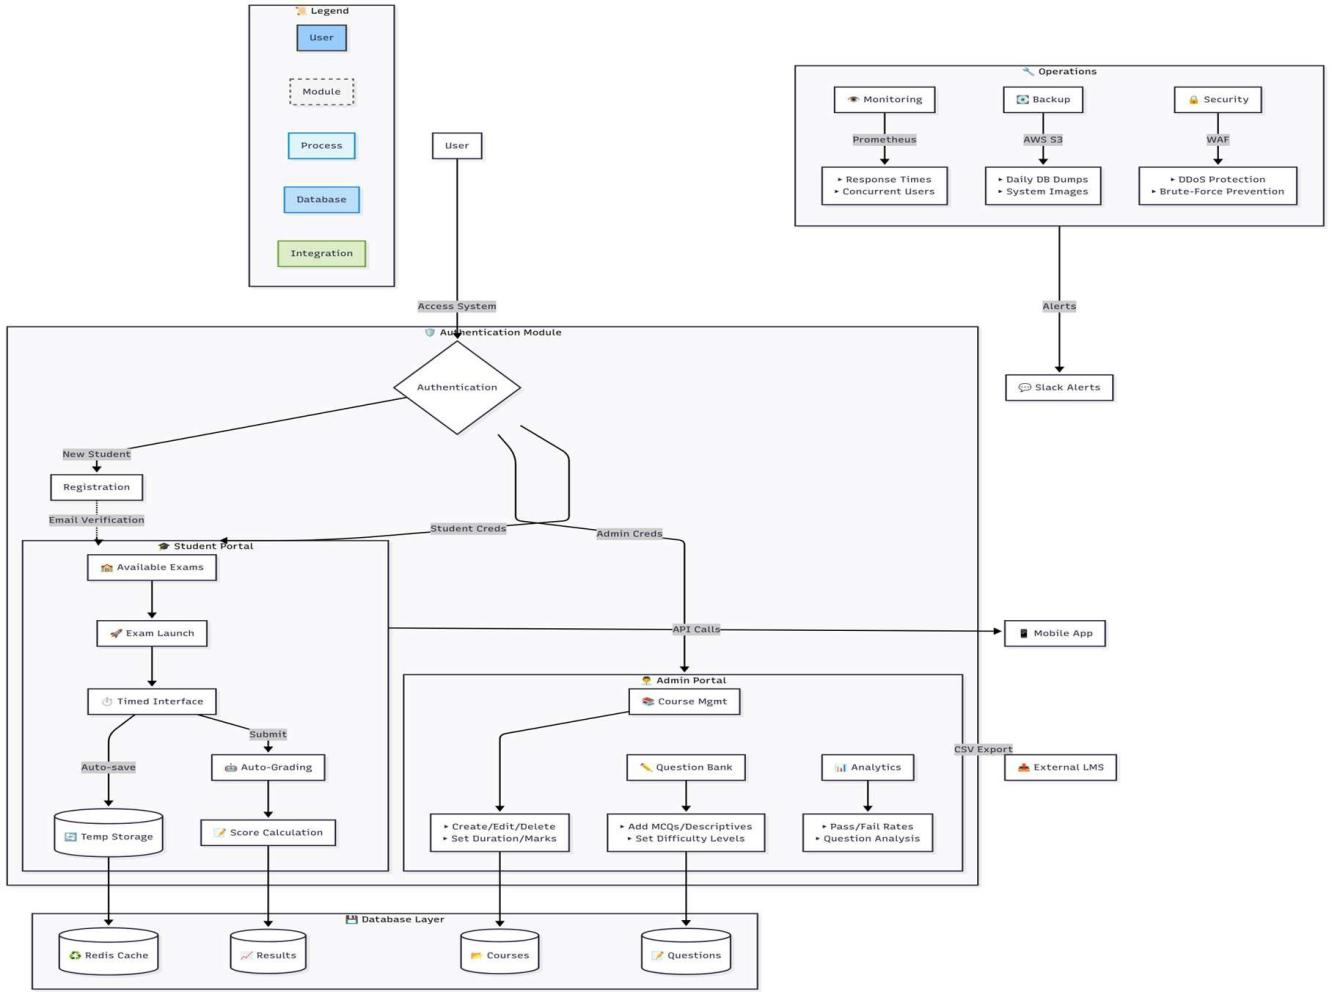 📜 Legend
User
Module
Process
Database
Integration
User
🔧 Operations
👁️ Monitoring
💽 Backup
🔒 Security
Prometheus
AWS S3
WAF
‣ Response Times
‣ Concurrent Users
‣ Daily DB Dumps
‣ System Images
‣ DDoS Protection
‣ Brute-Force Prevention
Access System
Alerts
🛡️ Authentication Module
Authentication
💬 Slack Alerts
New Student
Registration
Email Verification
Student Creds
Admin Creds
🎓 Student Portal
🏫 Available Exams
🚀 Exam Launch
API Calls
📱 Mobile App
⏱️ Timed Interface
👨‍💼 Admin Portal
📚 Course Mgmt
Submit
CSV Export
Auto-save
🤖 Auto-Grading
✏️ Question Bank
📊 Analytics
📤 External LMS
🔄 Temp Storage
📝 Score Calculation
‣ Create/Edit/Delete
‣ Set Duration/Marks
‣ Add MCQs/Descriptives
‣ Set Difficulty Levels
‣ Pass/Fail Rates
‣ Question Analysis
💾 Database Layer
♻️ Redis Cache
📈 Results
📂 Courses
📝 Questions